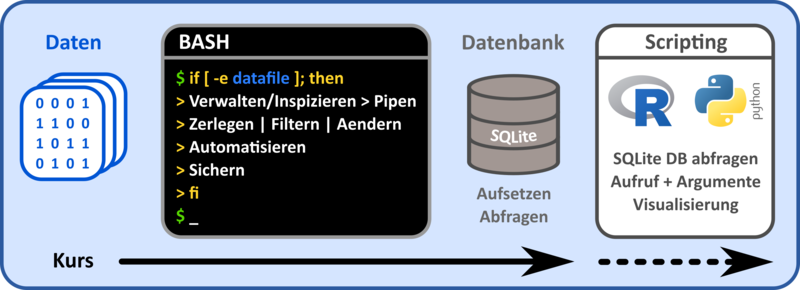 Daten
0 0 0 1
1 1 0 0
1 0 1 1
0 1 0 1
BASH
$ if [ -e datafile ]; then
> Verwalten/Inspizieren > Pipen
> Zerlegen | Filtern | Aendern
> Automatisieren
> Sichern
> fi
$ _
Datenbank
SQLite
Aufsetzen
Abfragen
Scripting
R
python
SQLite DB abfragen
Aufruf + Argumente
Visualisierung
Kurs